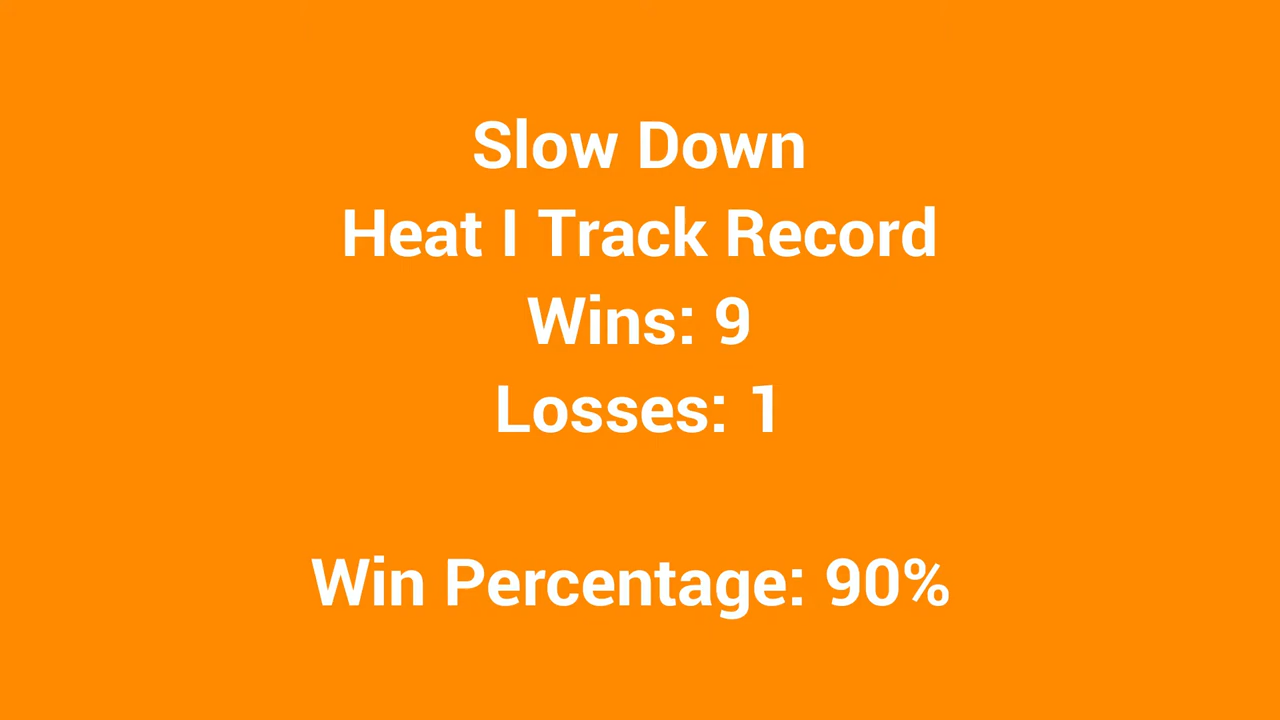 Slow Down
Heat I Track Record
Wins: 9
Losses: 1
Win Percentage: 90%